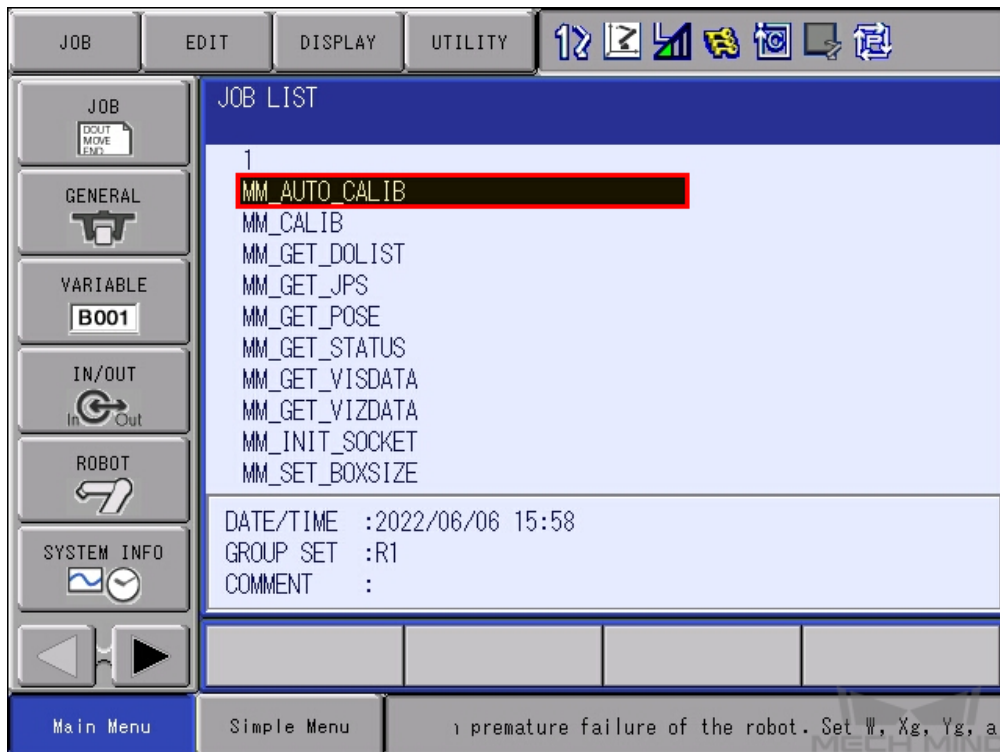 JOB EDIT DISPLAY UTILITY
JOB
DOUT
MOVE
END
GENERAL
VARIABLE
B001
IN/OUT
In Out
ROBOT
SYSTEM INFO
JOB LIST
1
MM_AUTO_CALIB
MM_CALIB
MM_GET_DOLIST
MM_GET_JPS
MM_GET_POSE
MM_GET_STATUS
MM_GET_VISDATA
MM_GET_VIZDATA
MM_INIT_SOCKET
MM_SET_BOXSIZE
DATE/TIME :2022/06/06 15:58
GROUP SET :R1
COMMENT :
Main Menu Simple Menu premature failure of the robot. Set W, Xg, Yg, a
MECH-MIND